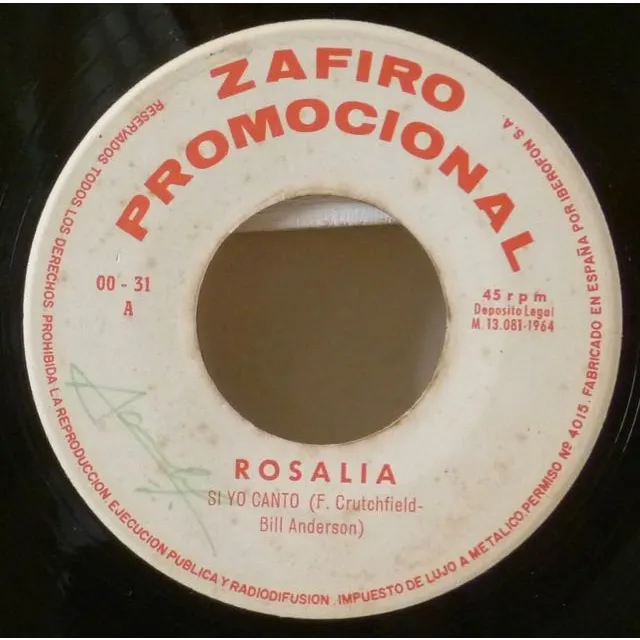 ZAFIRO
PROMOCIONAL
00 - 31
A
45 rpm
Deposito Legal
M. 13.081-1964
ROSALIA
SI YO CANTO (F. Crutchfield-
Bill Anderson)
RESERVADOS TODOS LOS DERECHOS. PROHIBIDA LA REPRODUCCION, EJECUCION PUBLICA Y RADIODIFUSION. IMPUESTO DE LUJO A METALICO. PERMISO Nº 4015. FABRICADO EN ESPAÑA POR IBEROFON S.A